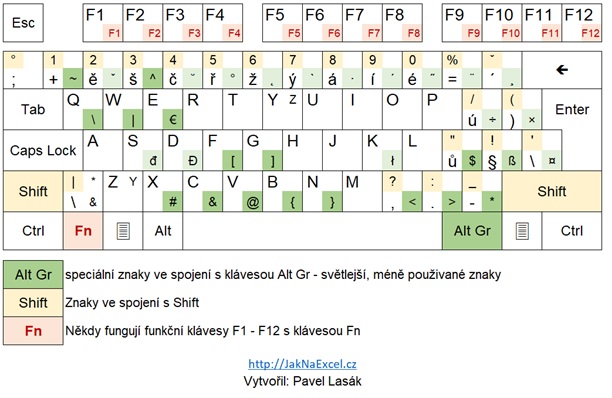 Esc F1 F1 F2 F2 F3 F3 F4 F4 F5 F5 F6 F6 F7 F7 F8 F8 F9 F9 F10 F10 F11 F11 F12 F12
° ; 1 + ~ 2 ě ˇ 3 š ^ 4 č ˘ 5 ř ° 6 ž ˛ 7 ý ` 8 á ˙ 9 í ´ 0 é ˝ % = ¨ ˇ ´ ¸ 🡰
Tab Q \ W | E € R T Y Z U I O P / ú ÷ ( ) × Enter
Caps Lock A S đ D Đ F [ G ] H J K ł L " ů $ ! § ß ' \ ¤
Shift | \ * & Z Y X # C & V @ B { N } M ? , < : . > _ - * Shift
Ctrl Fn Alt Alt Gr Ctrl
Alt Gr speciální znaky ve spojení s klávesou Alt Gr - světlejší, méně použivané znaky
Shift Znaky ve spojení s Shift
Fn Někdy fungují funkční klávesy F1 - F12 s klávesou Fn
http://JakNaExcel.cz
Vytvořil: Pavel Lasák